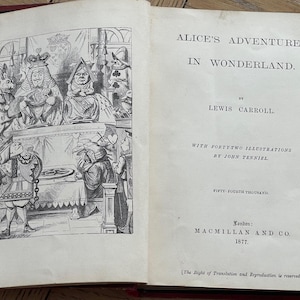 ALICE'S ADVENTURE
IN WONDERLAND.
BY
LEWIS CARROLL.
WITH FORTY-TWO ILLUSTRATIONS
BY JOHN TENNIEL.
FIFTY-FOURTH THOUSAND.
London:
MACMILLAN AND CO.
1877.
[The Right of Translation and Reproduction is reserve